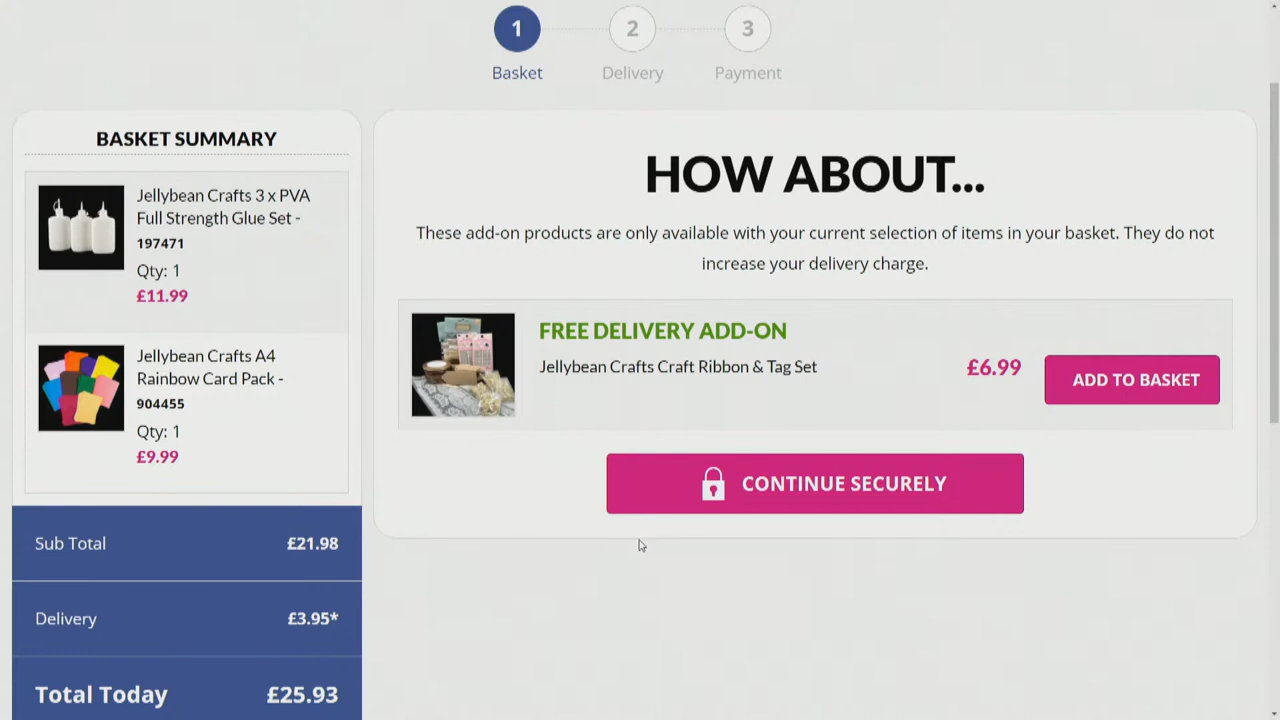 1
2
3
Basket
Delivery
Payment
BASKET SUMMARY
Jellybean Crafts 3 x PVA
Full Strength Glue Set -
197471
Qty: 1
£11.99
Jellybean Crafts A4
Rainbow Card Pack -
904455
Qty: 1
£9.99
Sub Total £21.98
Delivery £3.95*
Total Today £25.93
HOW ABOUT...
These add-on products are only available with your current selection of items in your basket. They do not
increase your delivery charge.
FREE DELIVERY ADD-ON
Jellybean Crafts Craft Ribbon & Tag Set
£6.99
ADD TO BASKET
CONTINUE SECURELY